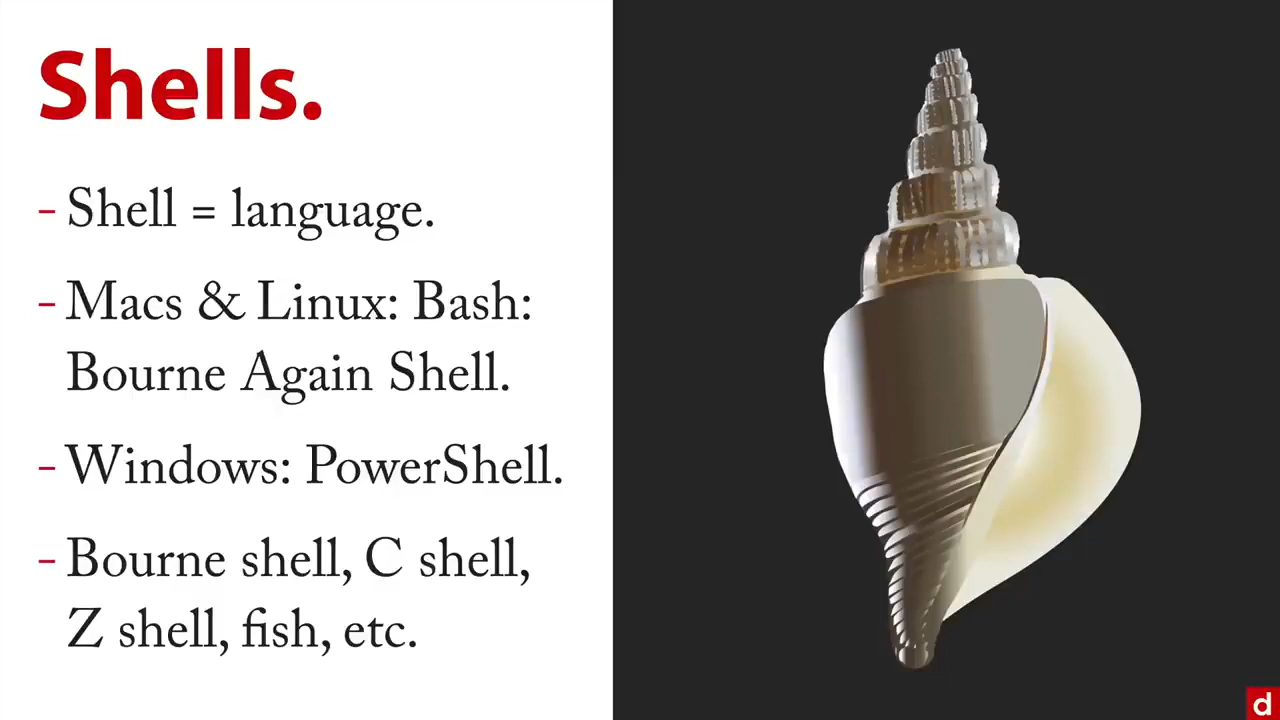 Shells.
– Shell = language.
– Macs & Linux: Bash:
Bourne Again Shell.
– Windows: PowerShell.
– Bourne shell, C shell,
Z shell, fish, etc.
d